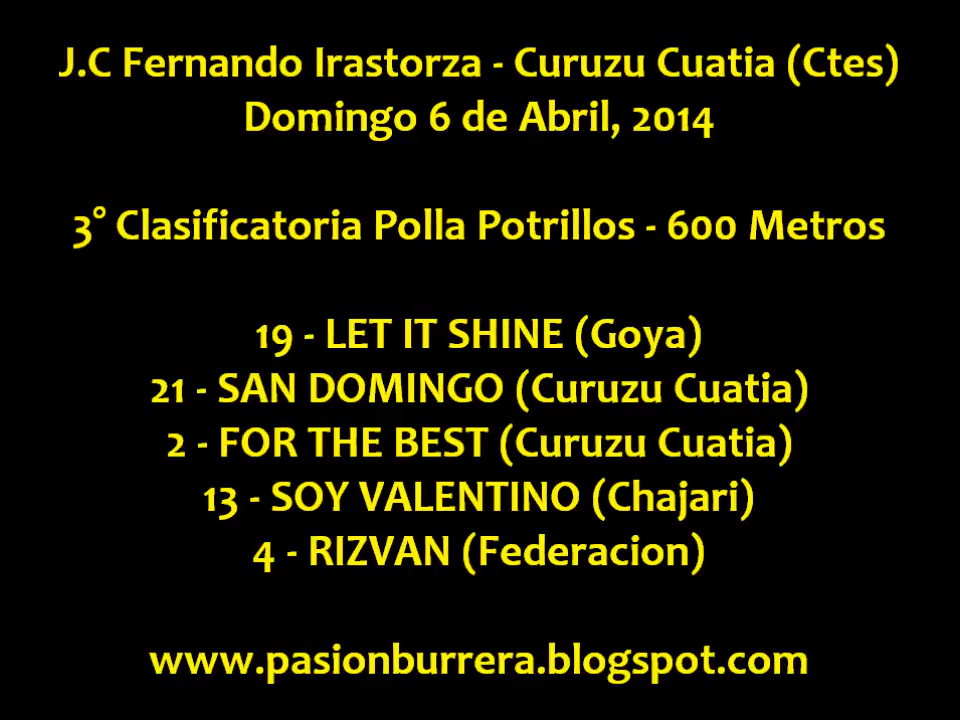 J.C Fernando Irastorza - Curuzu Cuatia (Ctes)
Domingo 6 de Abril, 2014
3° Clasificatoria Polla Potrillos - 600 Metros
19 - LET IT SHINE (Goya)
21 - SAN DOMINGO (Curuzu Cuatia)
2 - FOR THE BEST (Curuzu Cuatia)
13 - SOY VALENTINO (Chajari)
4 - RIZVAN (Federacion)
www.pasionburrera.blogspot.com